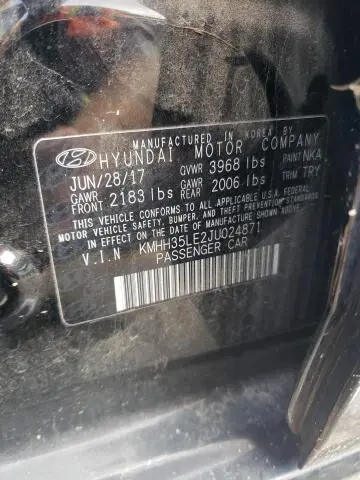 MANUFACTURED IN KOREA BY
HYUNDAI MOTOR COMPANY
JUN/28/17 GVWR 3968 lbs PAINT NKA
GAWR FRONT 2183 lbs GAWR REAR 2006 lbs TRIM TRY
THIS VEHICLE CONFORMS TO ALL APPLICABLE U.S. FEDERAL
MOTOR VEHICLE SAFETY, BUMPER, AND THEFT PREVENTION STANDARDS
IN EFFECT ON THE DATE OF MANUFACTURE SHOWN ABOVE.
V.I.N KMHH35LE2JU024871
PASSENGER CAR